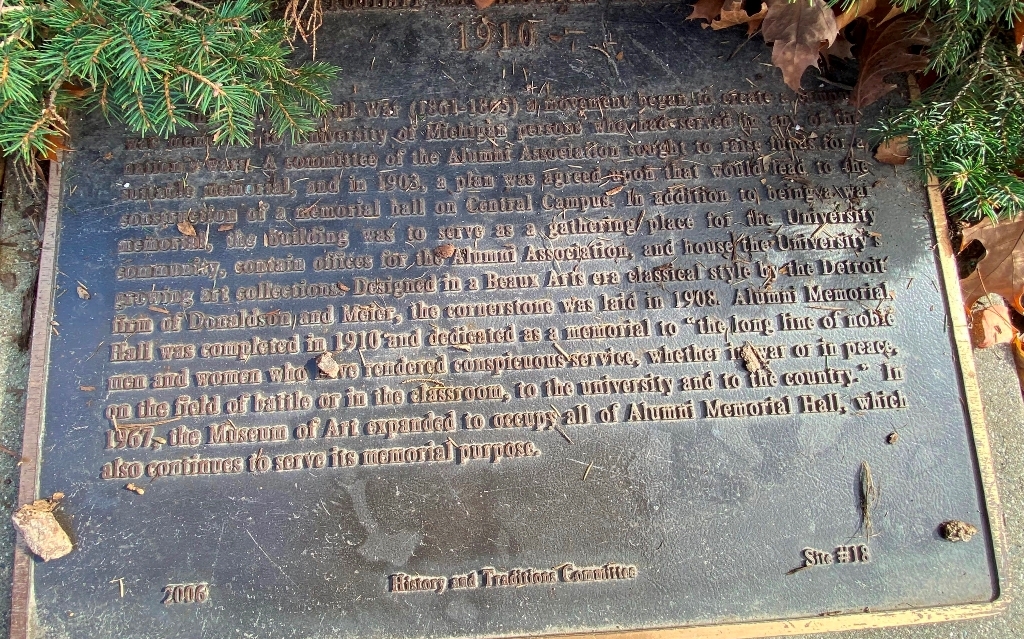 1910
War (1861-1865) a movement began to create a
University of Michigan persons who had served in any of the
nation's wars. A committee of the Alumni Association sought to raise funds for a
suitable memorial, and in 1903, a plan was agreed upon that would lead to the
construction of a memorial hall on Central Campus. In addition to being a war
memorial, the building was to serve as a gathering place for the University
community, contain offices for the Alumni Association, and house the University's
growing art collections. Designed in a Beaux Arts era classical style by the Detroit
firm of Donaldson and Meier, the cornerstone was laid in 1908. Alumni Memorial
Hall was completed in 1910 and dedicated as a memorial to "the long line of noble
men and women who have rendered conspicuous service, whether in war or in peace,
on the field of battle or in the classroom, to the university and to the country." In
1967, the Museum of Art expanded to occupy all of Alumni Memorial Hall, which
also continues to serve its memorial purpose.
2006 History and Traditions Committee Site #18